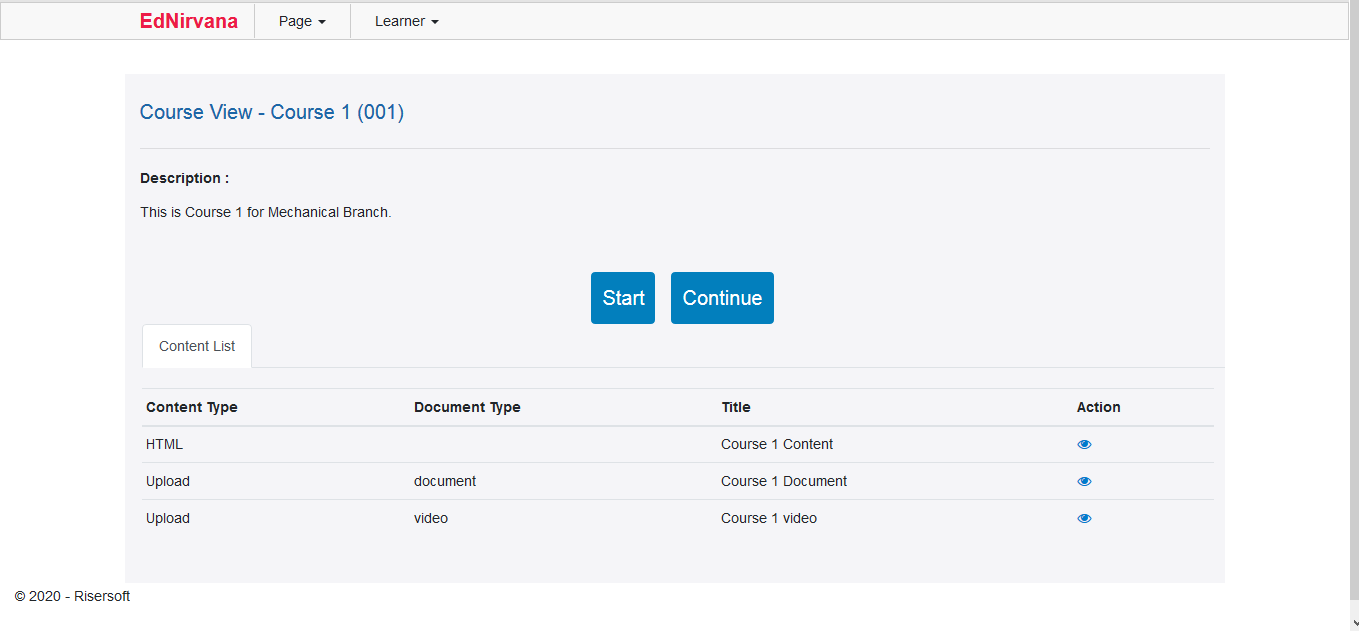 EdNirvana Page Learner
Course View - Course 1 (001)
Description :
This is Course 1 for Mechanical Branch.
Start Continue
Content List
Content Type Document Type Title Action
HTML Course 1 Content
Upload document Course 1 Document
Upload video Course 1 video
© 2020 - Risersoft